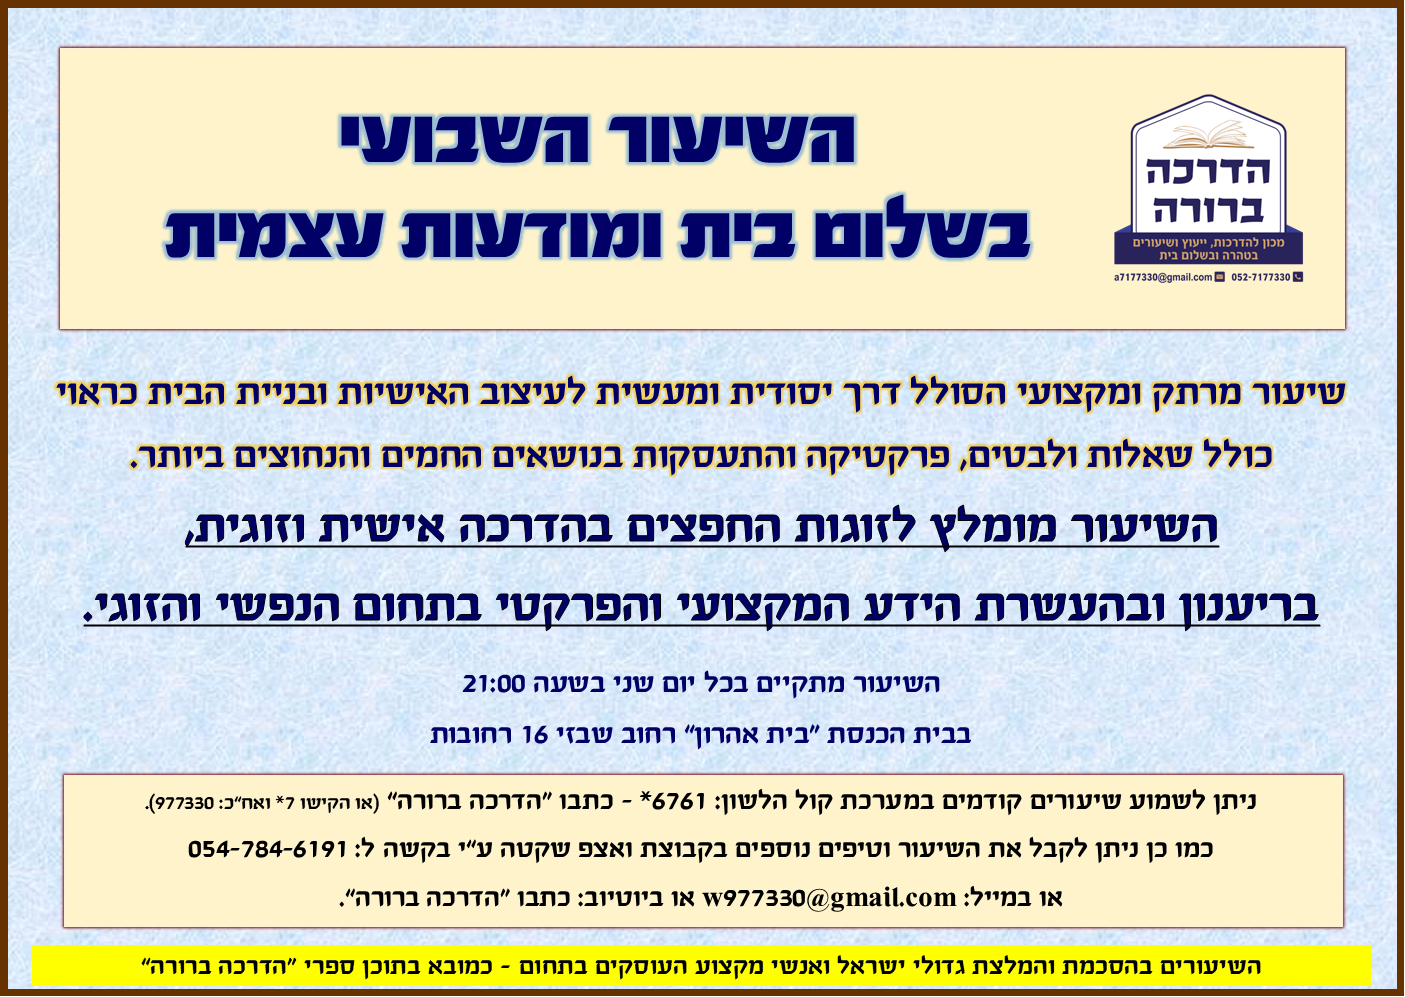 השיעור השבועי
בשלום בית ומודעות עצמית
הדרכה
ברורה
מכון להדרכות, ייעוץ ושיעורים
בטהרה ובשלום בית
a7177330@gmail.com 052-7177330
שיעור מרתק ומקצועי הסולל דרך יסודית ומעשית לעיצוב האישיות ובניית הבית כראוי
כולל שאלות ולבטים, פרקטיקה והתעסקות בנושאים החמים והנחוצים ביותר.
השיעור מומלץ לזוגות החפצים בהדרכה אישית וזוגית,
בריענון ובהעשרת הידע המקצועי והפרקטי בתחום הנפשי והזוגי.
השיעור מתקיים בכל יום שני בשעה 21:00
בבית הכנסת "בית אהרון" רחוב שבזי 16 רחובות
ניתן לשמוע שיעורים קודמים במערכת קול הלשון: 6761* - כתבו "הדרכה ברורה" (או הקישו 7* ואח"כ: 977330).
כמו כן ניתן לקבל את השיעור וטיפים נוספים בקבוצת ואצפ שקטה ע"י בקשה ל: 054-784-6191
או במייל: w977330@gmail.com או ביוטיוב: כתבו "הדרכה ברורה".
השיעורים בהסכמת והמלצת גדולי ישראל ואנשי מקצוע העוסקים בתחום - כמובא בתוכן ספרי "הדרכה ברורה"